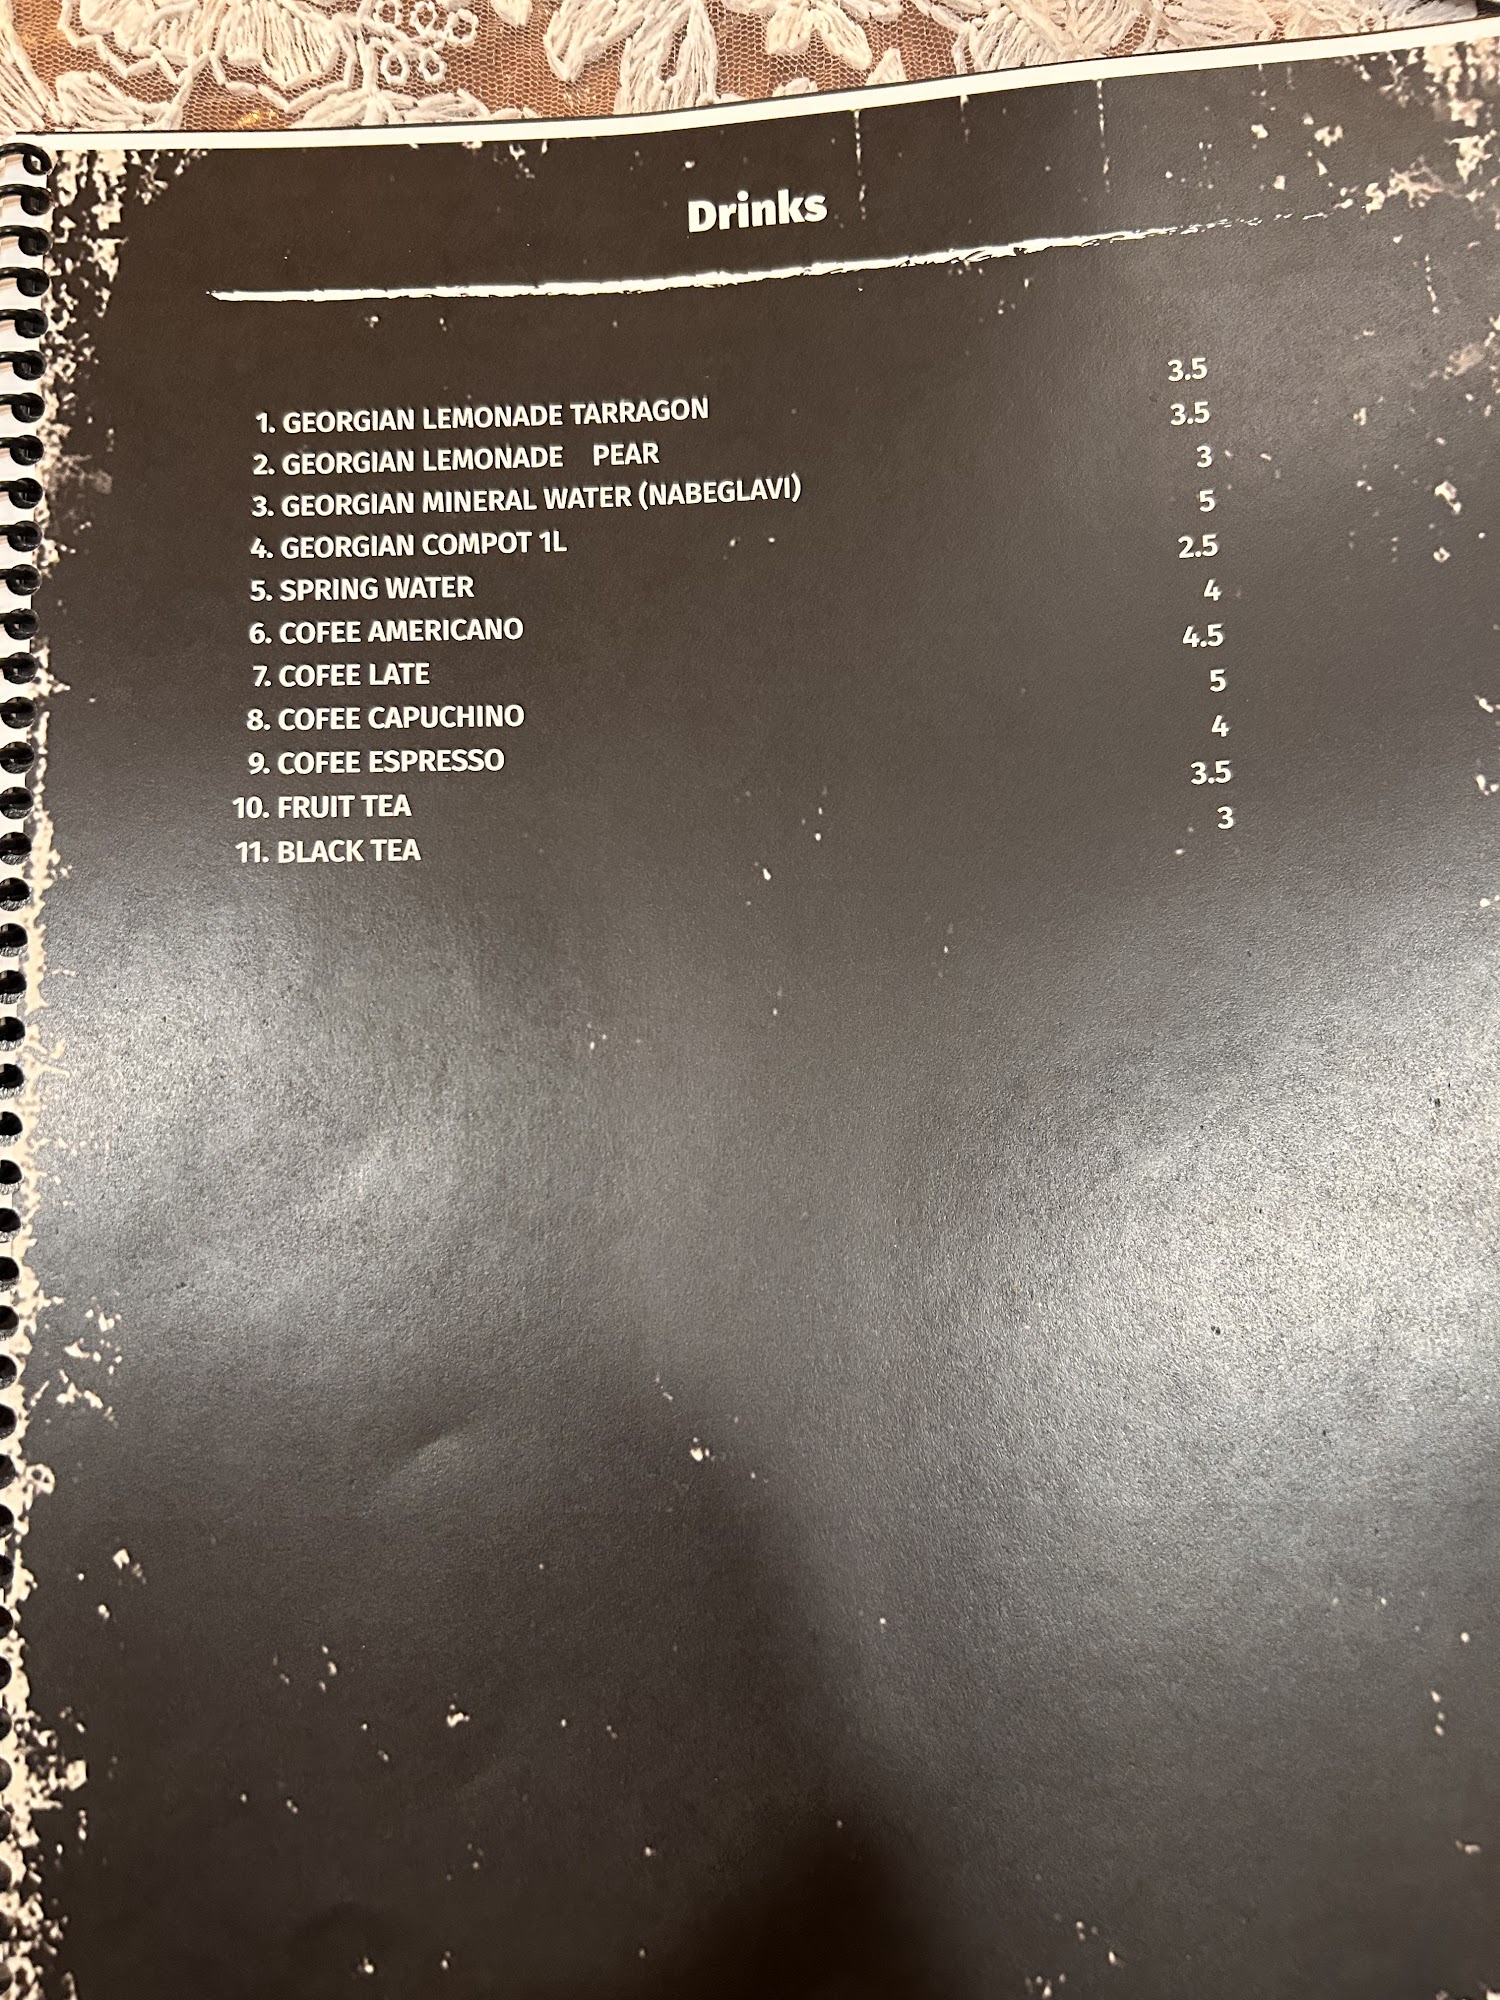 Drinks
1. GEORGIAN LEMONADE TARRAGON 3.5
2. GEORGIAN LEMONADE PEAR 3.5
3. GEORGIAN MINERAL WATER (NABEGLAVI) 3
4. GEORGIAN COMPOT 1L 5
5. SPRING WATER 2.5
6. COFEE AMERICANO 4
7. COFEE LATE 4.5
8. COFEE CAPUCHINO 5
9. COFEE ESPRESSO 4
10. FRUIT TEA 3.5
11. BLACK TEA 3